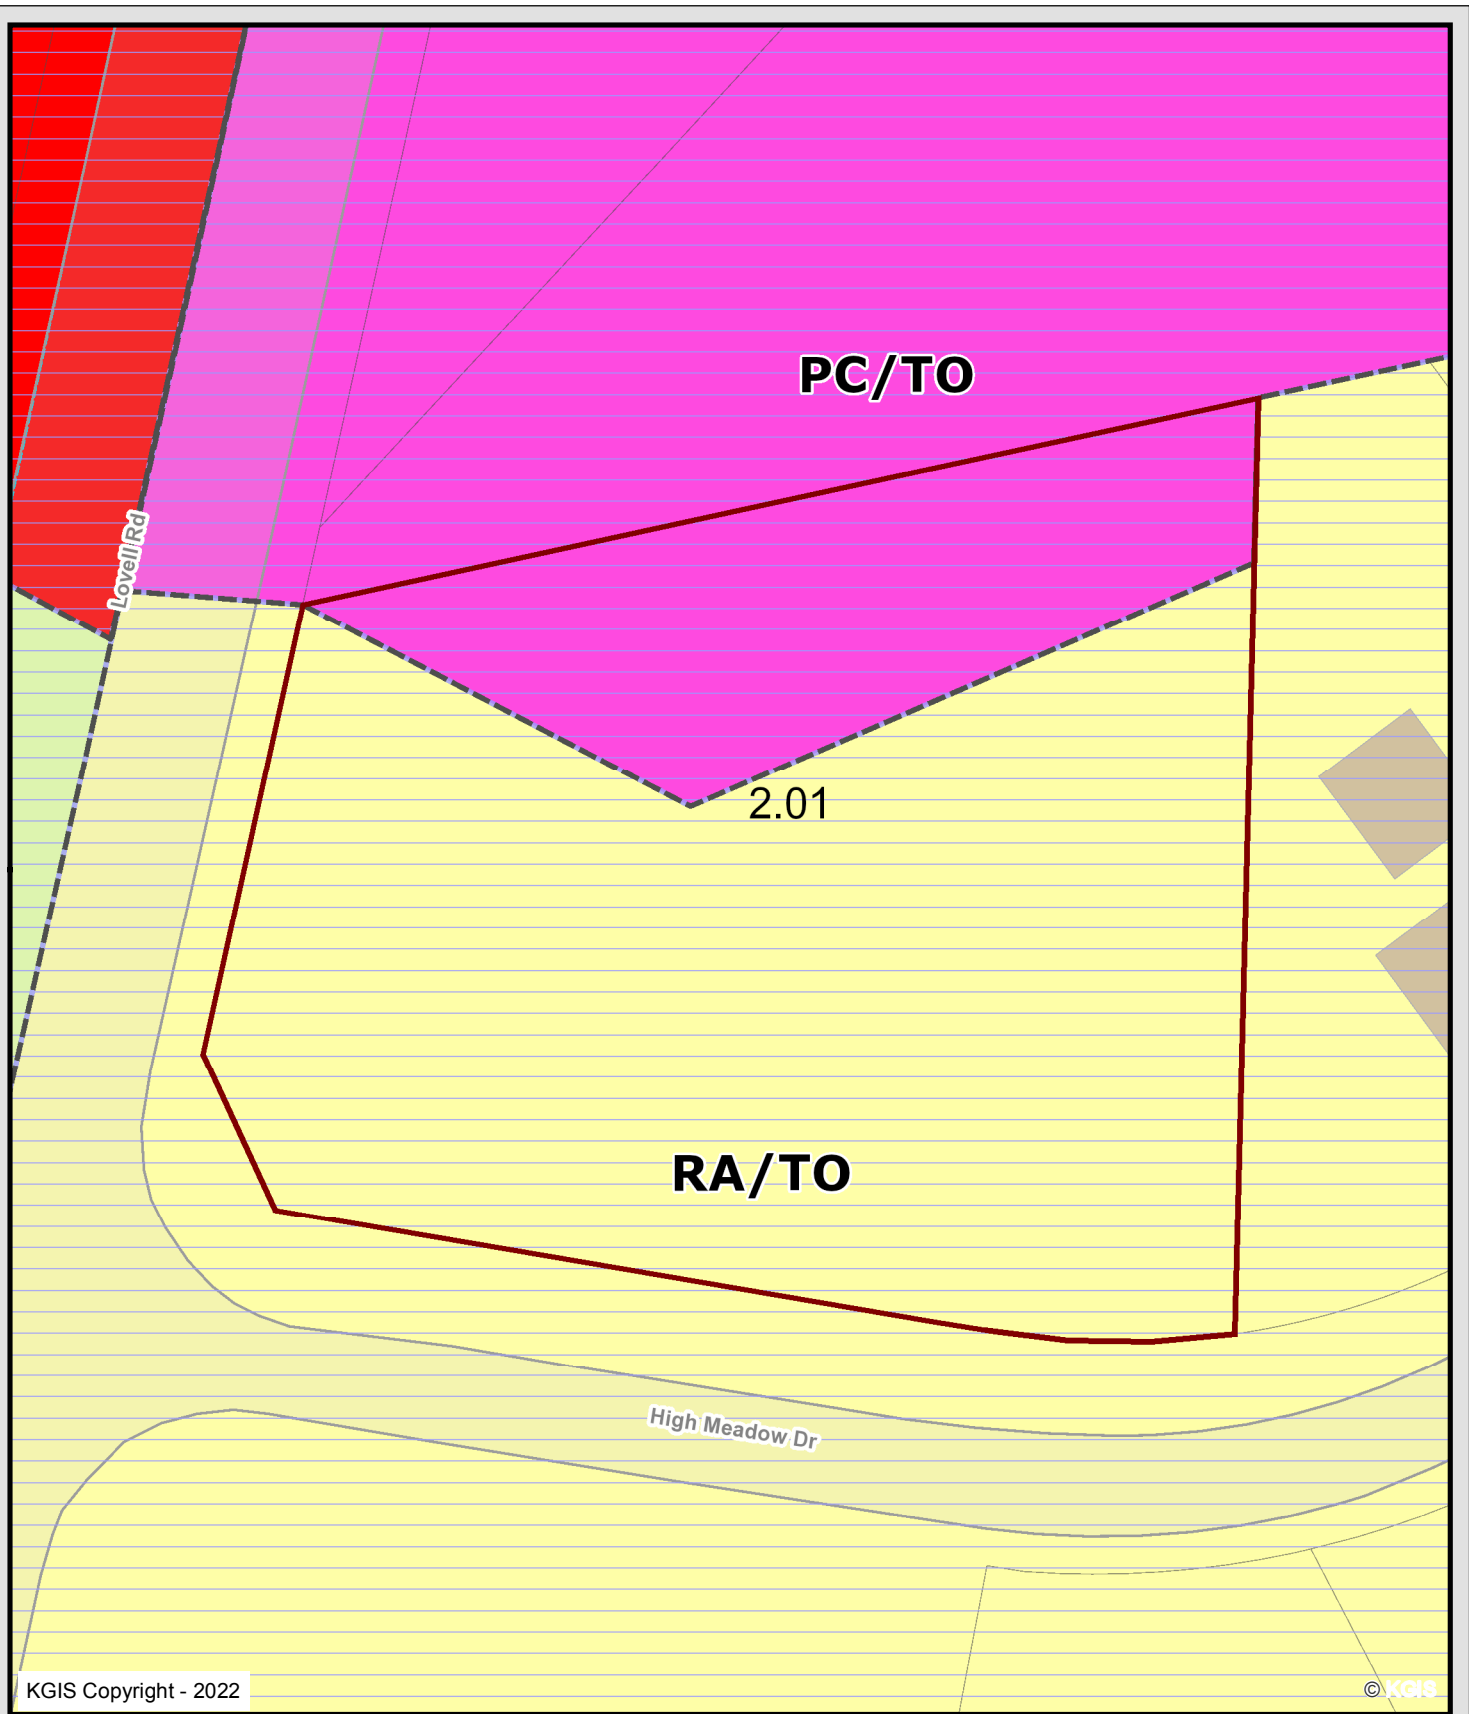 PC/TO
Lovell Rd
2.01
RA/TO
High Meadow Dr
KGIS Copyright - 2022
© KGIS